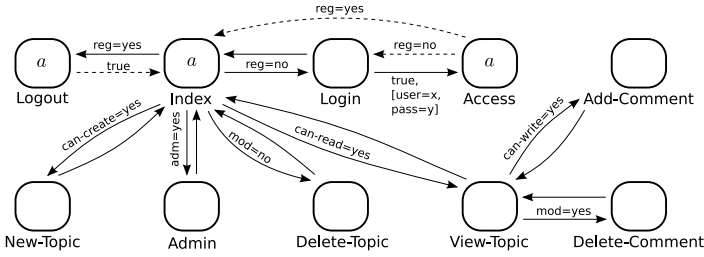 reg=yes
reg=yes
reg=no
a
a
true
reg=no
true,
[user=x,
pass=y]
Logout
Index
Login
Access
Add-Comment
can-create=yes
adm=yes
mod=no
can-read=yes
can-write=yes
mod=yes
New-Topic
Admin
Delete-Topic
View-Topic
Delete-Comment